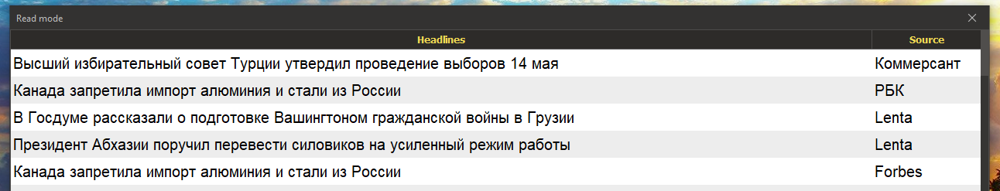 Read mode
Headlines Source
Высший избирательный совет Турции утвердил проведение выборов 14 мая Коммерсант
Канада запретила импорт алюминия и стали из России РБК
В Госдуме рассказали о подготовке Вашингтоном гражданской войны в Грузии Lenta
Президент Абхазии поручил перевести силовиков на усиленный режим работы Lenta
Канада запретила импорт алюминия и стали из России Forbes